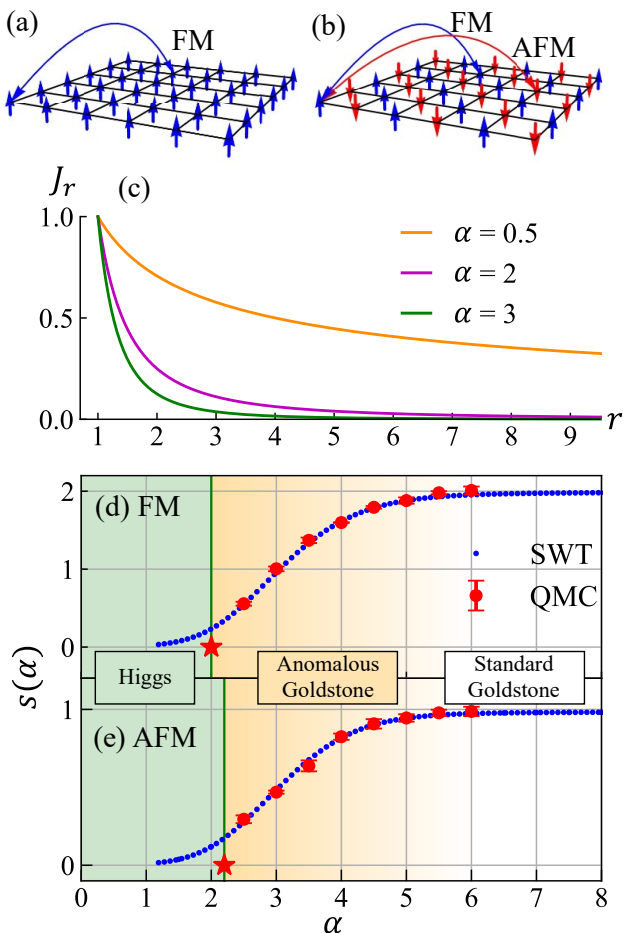 (a)
FM
(b)
FM
AFM
J_r
(c)
1.0
0.5
0.0
α = 0.5
α = 2
α = 3
1 2 3 4 5 6 7 8 9 r
s(α)
2
1
0
(d) FM
SWT
QMC
Higgs
Anomalous
Goldstone
Standard
Goldstone
1
0
(e) AFM
0 1 2 3 4 5 6 7 8
α